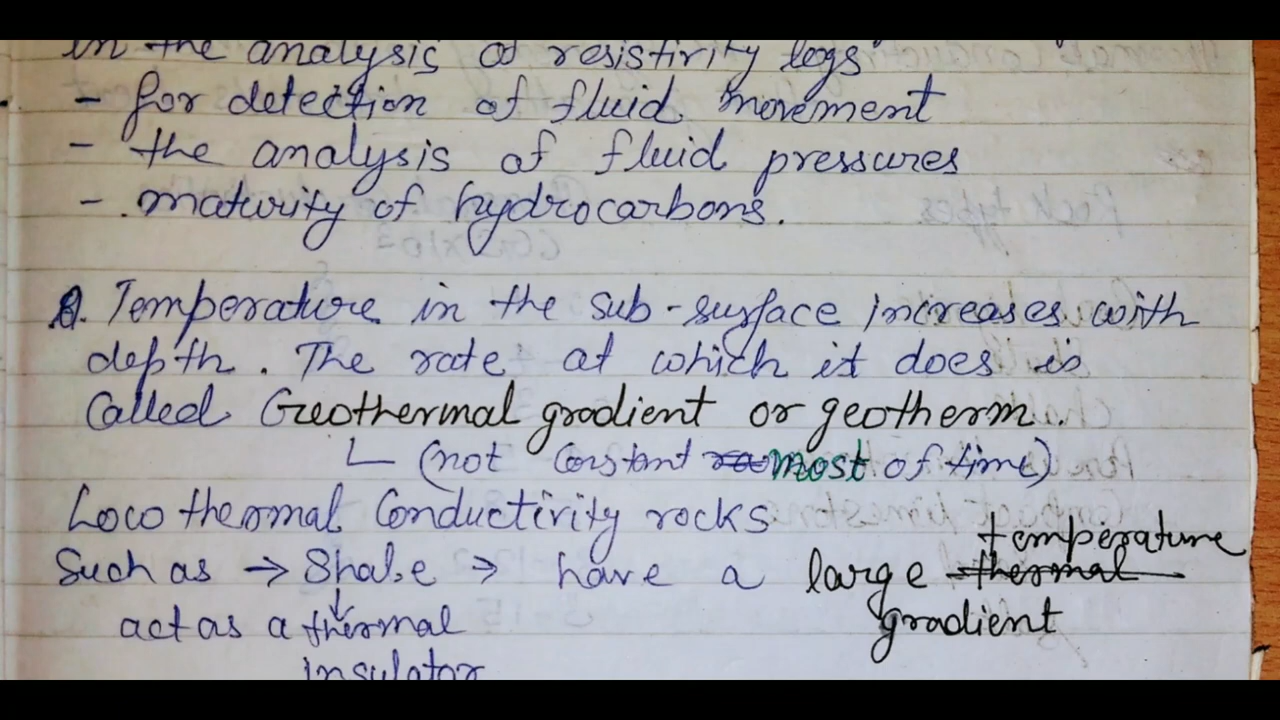 in the analysis of resistivity logs
- for detection of fluid movement
- the analysis of fluid pressures
- maturity of hydrocarbons.
Temperature in the sub-surface increases with
depth. The rate at which it does is
Called Geothermal gradient or geotherm.
(not Constant most of time)
Low thermal Conductivity rocks
Such as → Shale → have a large thermal temperature
gradient
act as a thermal
insulator